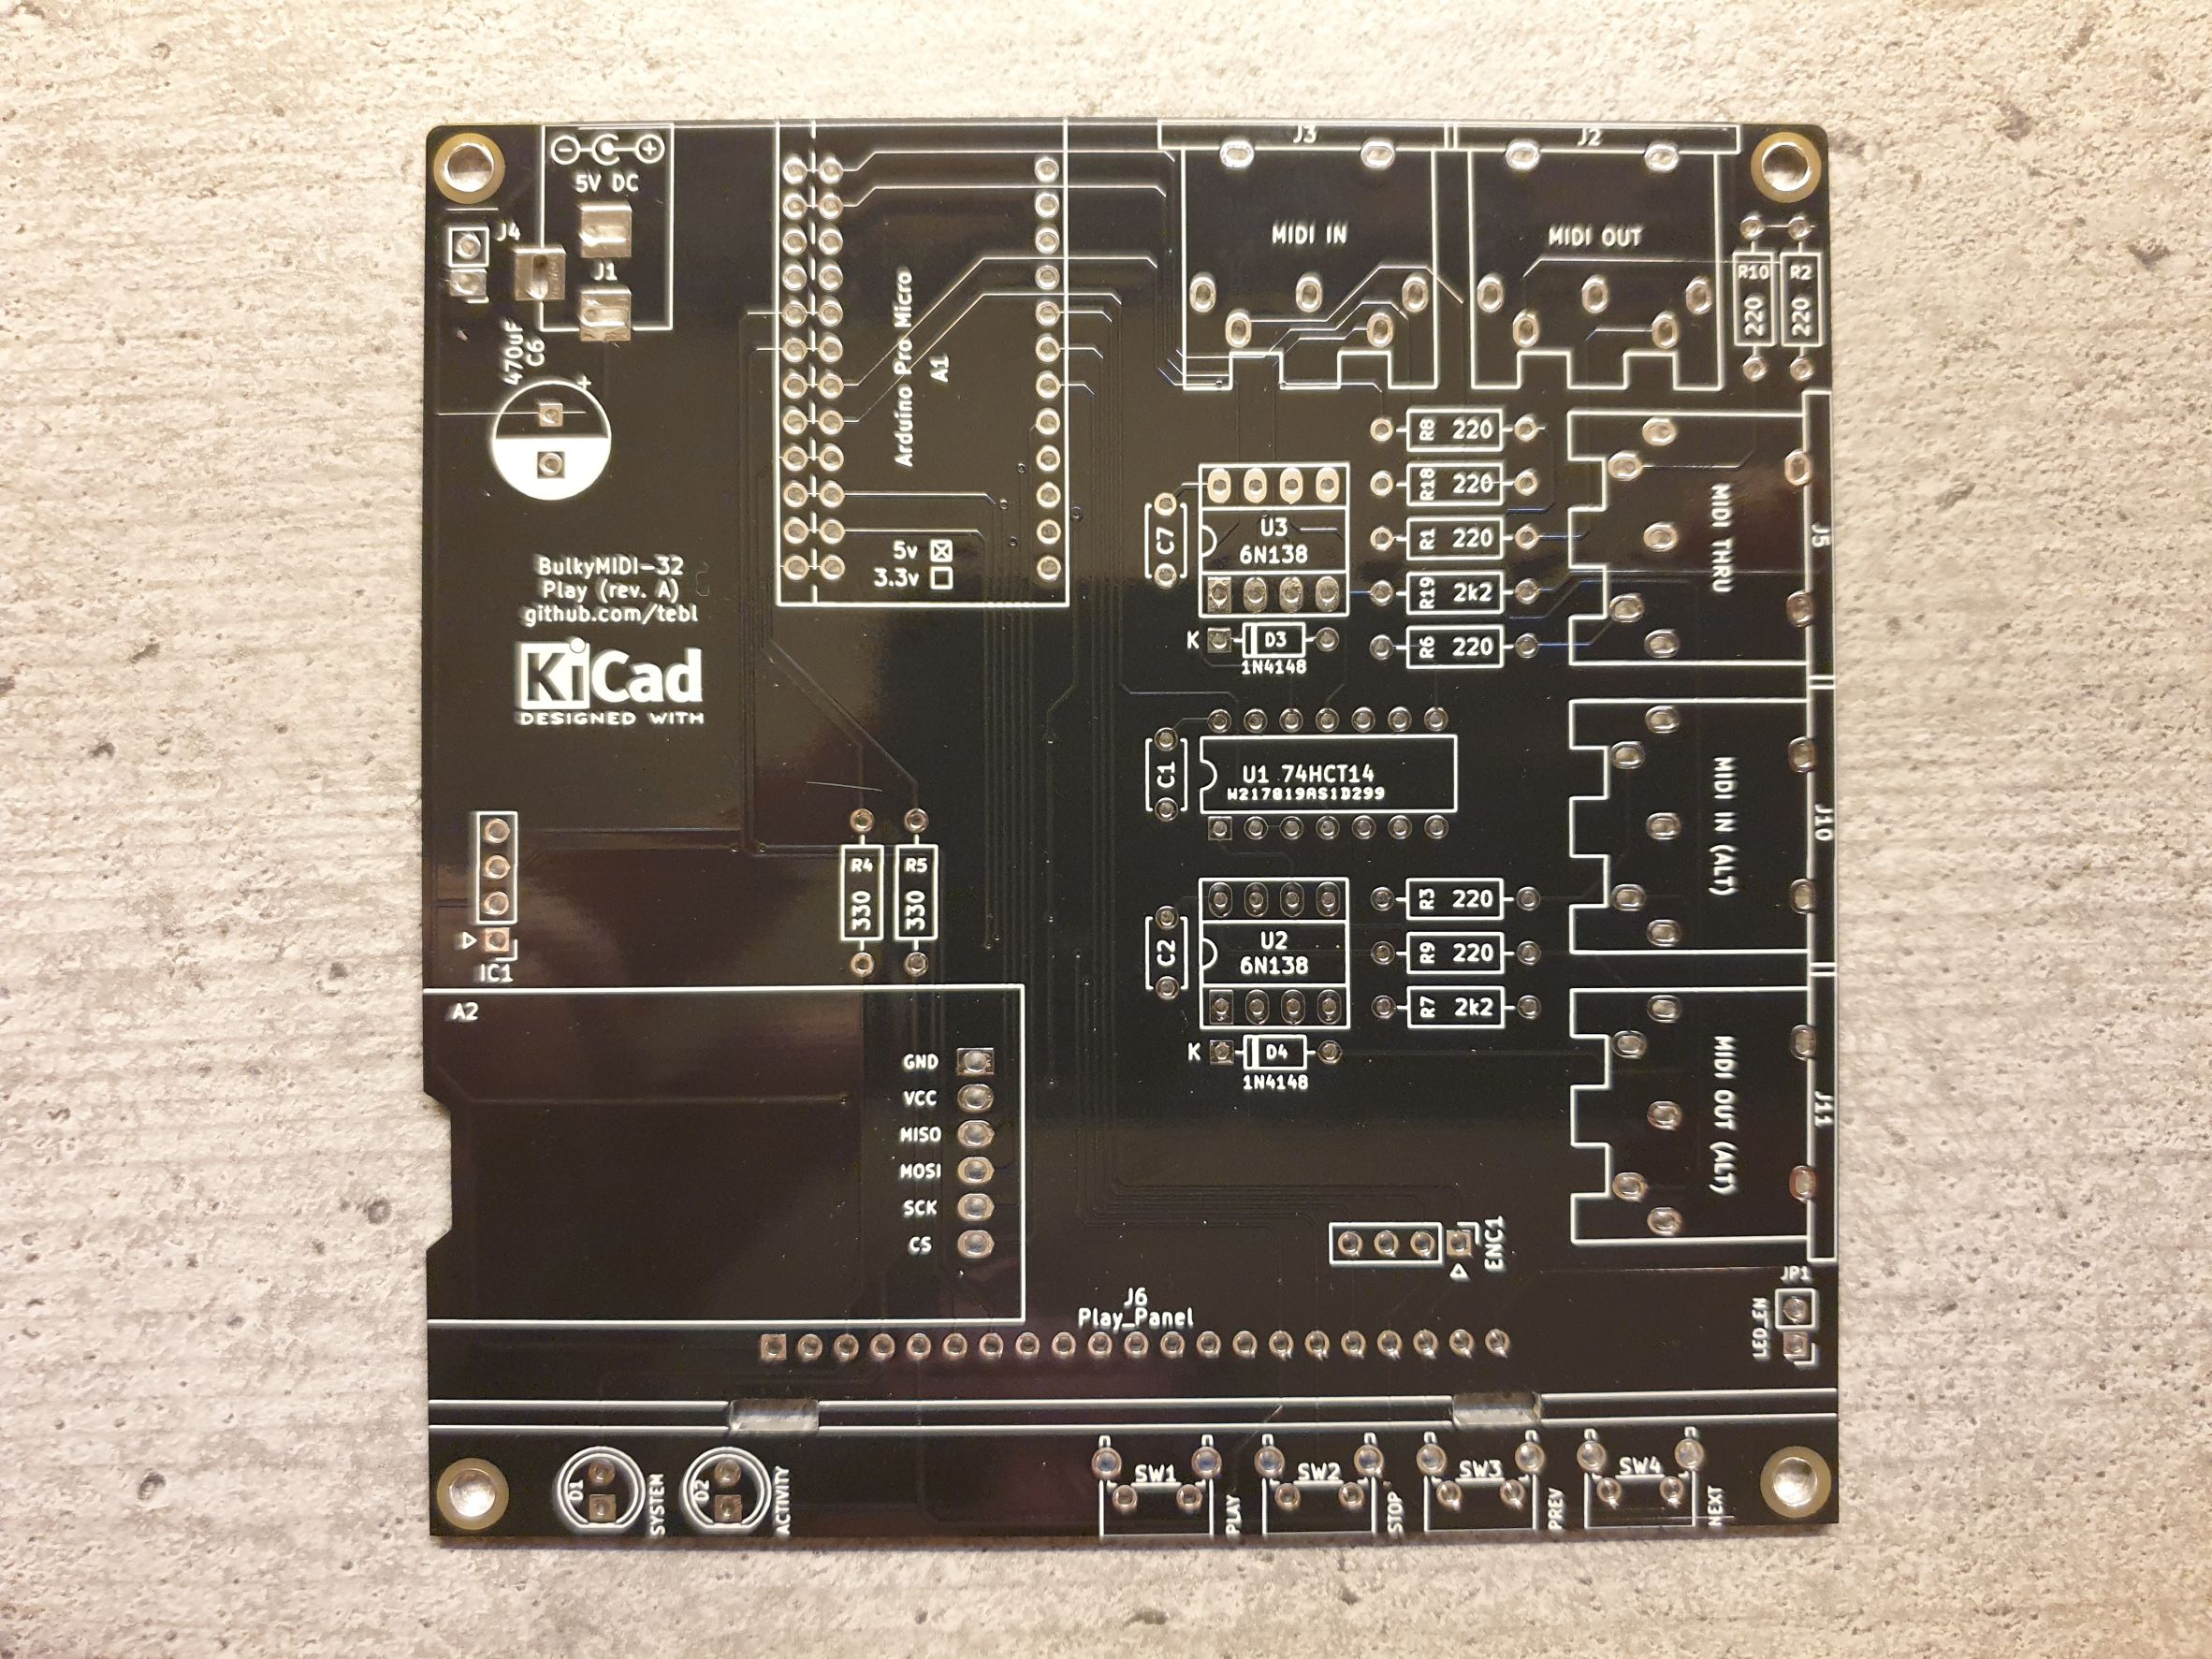 5V DC
J4
J1
470uF
C6
+
Arduino Pro Micro
A1
5v
3.3v
J3
MIDI IN
J2
MIDI OUT
R10
220
R2
220
R8 220
R18 220
R1 220
R19 2k2
R6 220
C7
U3
6N138
K D3
1N4148
J5
MIDI THRU
BulkyMIDI-32
Play (rev. A)
github.com/tebl
KiCad
DESIGNED WITH
C1
U1 74HCT14
W217819AS1D299
J10
MIDI IN (ALT)
IC1
R4
330
R5
330
C2
U2
6N138
R3 220
R9 220
R7 2k2
K D4
1N4148
J11
MIDI OUT (ALT)
A2
GND
VCC
MISO
MOSI
SCK
CS
ENC1
J6
Play_Panel
JP1
LED_EN
D1
SYSTEM
D2
ACTIVITY
SW1
PLAY
SW2
STOP
SW3
PREV
SW4
NEXT